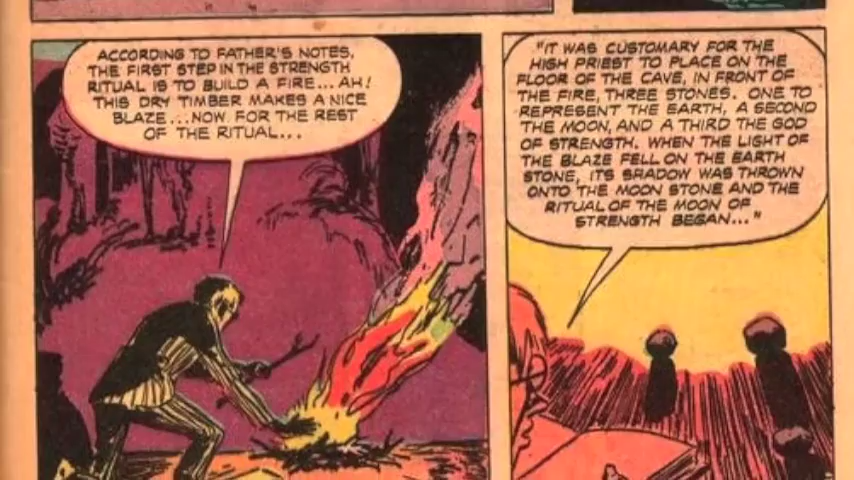 ACCORDING TO FATHER'S NOTES,
THE FIRST STEP IN THE STRENGTH
RITUAL IS TO BUILD A FIRE...AH!
THIS DRY TIMBER MAKES A NICE
BLAZE...NOW FOR THE REST
OF THE RITUAL...
"IT WAS CUSTOMARY FOR THE
HIGH PRIEST TO PLACE ON THE
FLOOR OF THE CAVE, IN FRONT OF
THE FIRE, THREE STONES. ONE TO
REPRESENT THE EARTH, A SECOND
THE MOON, AND A THIRD THE GOD
OF STRENGTH. WHEN THE LIGHT OF
THE BLAZE FELL ON THE EARTH
STONE, ITS SHADOW WAS THROWN
ONTO THE MOON STONE AND THE
RITUAL OF THE MOON OF
STRENGTH BEGAN..."